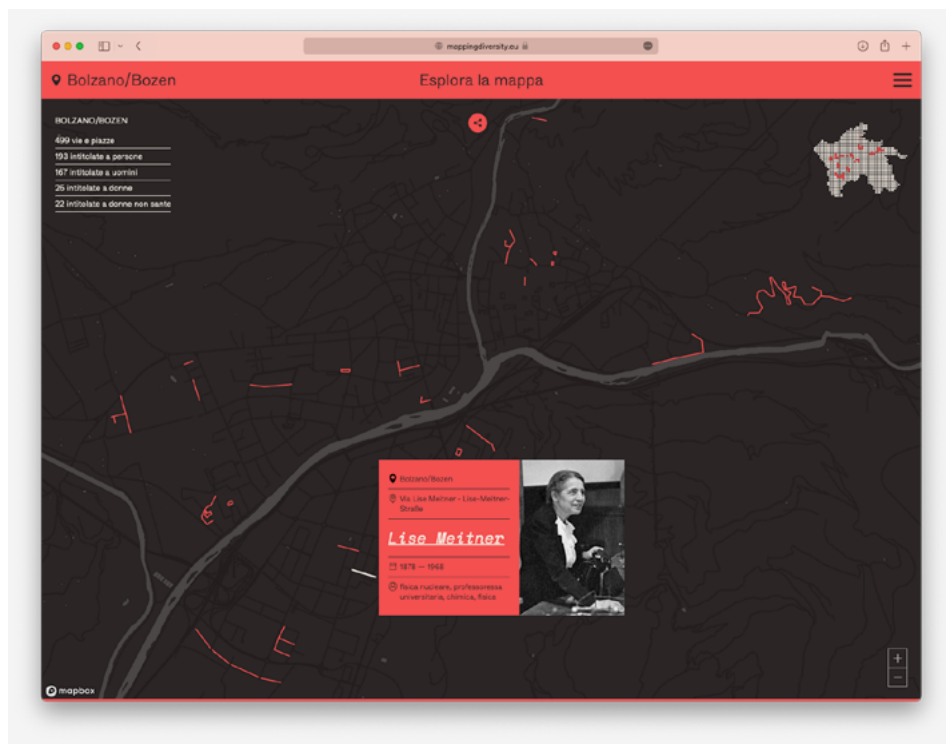 mappingdiversity.eu
Bolzano/Bozen
Esplora la mappa
BOLZANO/BOZEN
499 vie e piazze
193 intitolate a persone
167 intitolate a uomini
25 intitolate a donne
22 intitolate a donne non sante
Bolzano/Bozen
Via Lise Meitner - Lise-Meitner-
Straße
Lise Meitner
1878 — 1968
fisica nucleare, professoressa
universitaria, chimica, fisica
mapbox